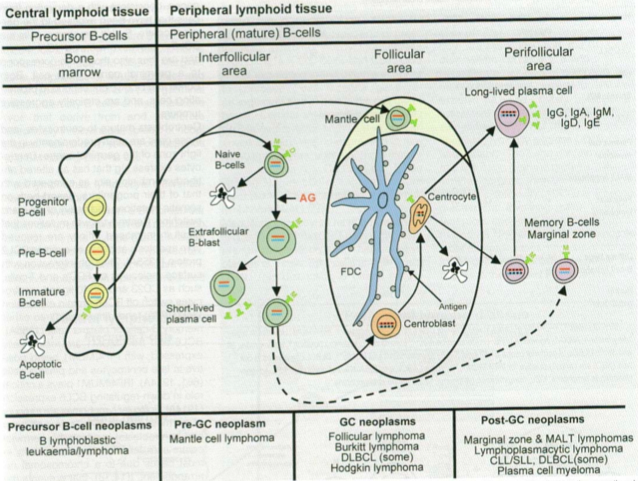 Central lymphoid tissue
Peripheral lymphoid tissue
Precursor B-cells
Peripheral (mature) B-cells
Bone
marrow
Interfollicular
area
Follicular
area
Perifollicular
area
Long-lived plasma cell
IgG, IgA, IgM,
IgD, IgE
Mantle cell
Naive
B-cells
AG
Centrocyte
Progenitor
B-cell
Extrafollicular
B-blast
Memory B-cells
Marginal zone
Pre-B-cell
FDC
Immature
B-cell
Short-lived
plasma cell
Antigen
Centroblast
Apoptotic
B-cell
Precursor B-cell neoplasms
B lymphoblastic
leukaemia/lymphoma
Pre-GC neoplasm
Mantle cell lymphoma
GC neoplasms
Follicular lymphoma
Burkitt lymphoma
DLBCL (some)
Hodgkin lymphoma
Post-GC neoplasms
Marginal zone & MALT lymphomas
Lymphoplasmacytic lymphoma
CLL/SLL, DLBCL(some)
Plasma cell myeloma